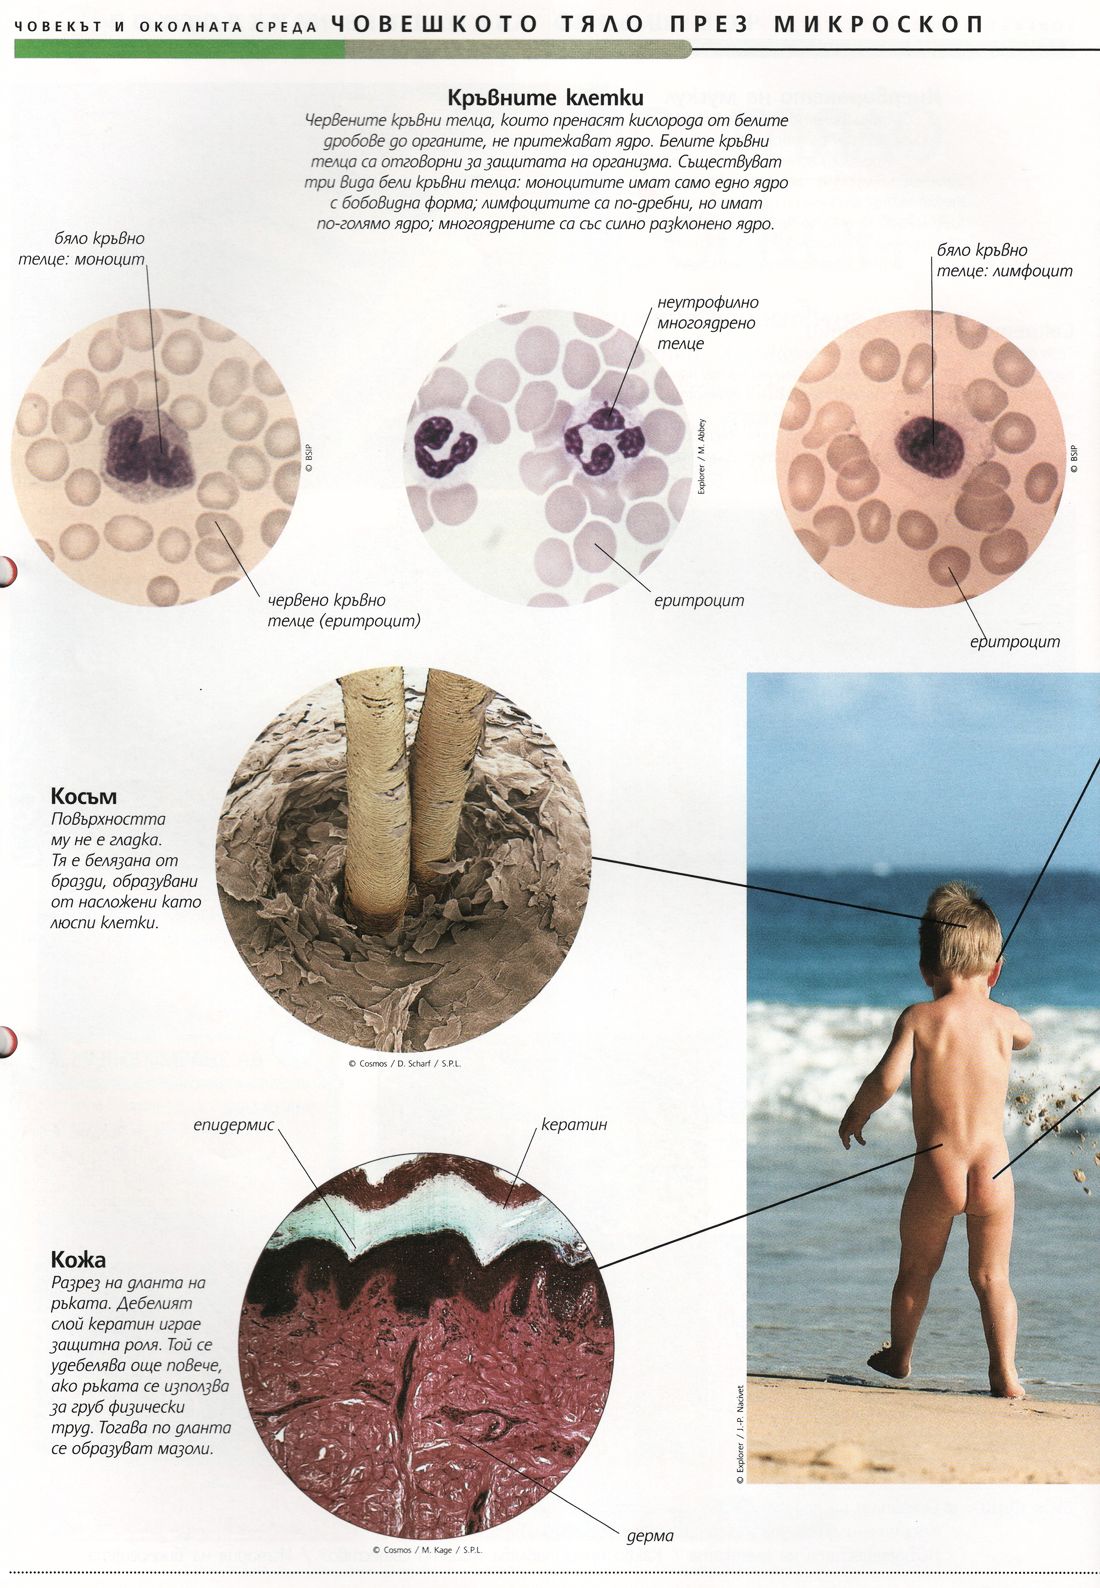 ЧОВЕКЪТ И ОКОЛНАТА СРЕДА ЧОВЕШКОТО ТЯЛО ПРЕЗ МИКРОСКОП
Кръвните клетки
Червените кръвни телца, които пренасят кислорода от белите
дробове до органите, не притежават ядро. Белите кръвни
телца са отговорни за защитата на организма. Съществуват
три вида бели кръвни телца: моноцитите имат само едно ядро
с бобовидна форма; лимфоцитите са по-дребни, но имат
по-голямо ядро; многоядрените са със силно разклонено ядро.
бяло кръвно
телце: моноцит
неутрофилно
многоядрено
телце
бяло кръвно
телце: лимфоцит
© BSIP
Explorer / M. Abbey
© BSIP
червено кръвно
телце (еритроцит)
еритроцит
еритроцит
Косъм
Повърхността
му не е гладка.
Тя е белязана от
бразди, образувани
от насложени като
люспи клетки.
© Cosmos / D. Scharf / S.P.L.
епидермис
кератин
Кожа
Разрез на дланта на
ръката. Дебелият
слой кератин играе
защитна роля. Той се
удебелява още повече,
ако ръката се използва
за груб физически
труд. Тогава по дланта
се образуват мазоли.
дерма
© Cosmos / M. Kage / S.P.L.
© Explorer / J.-P. Nacivet